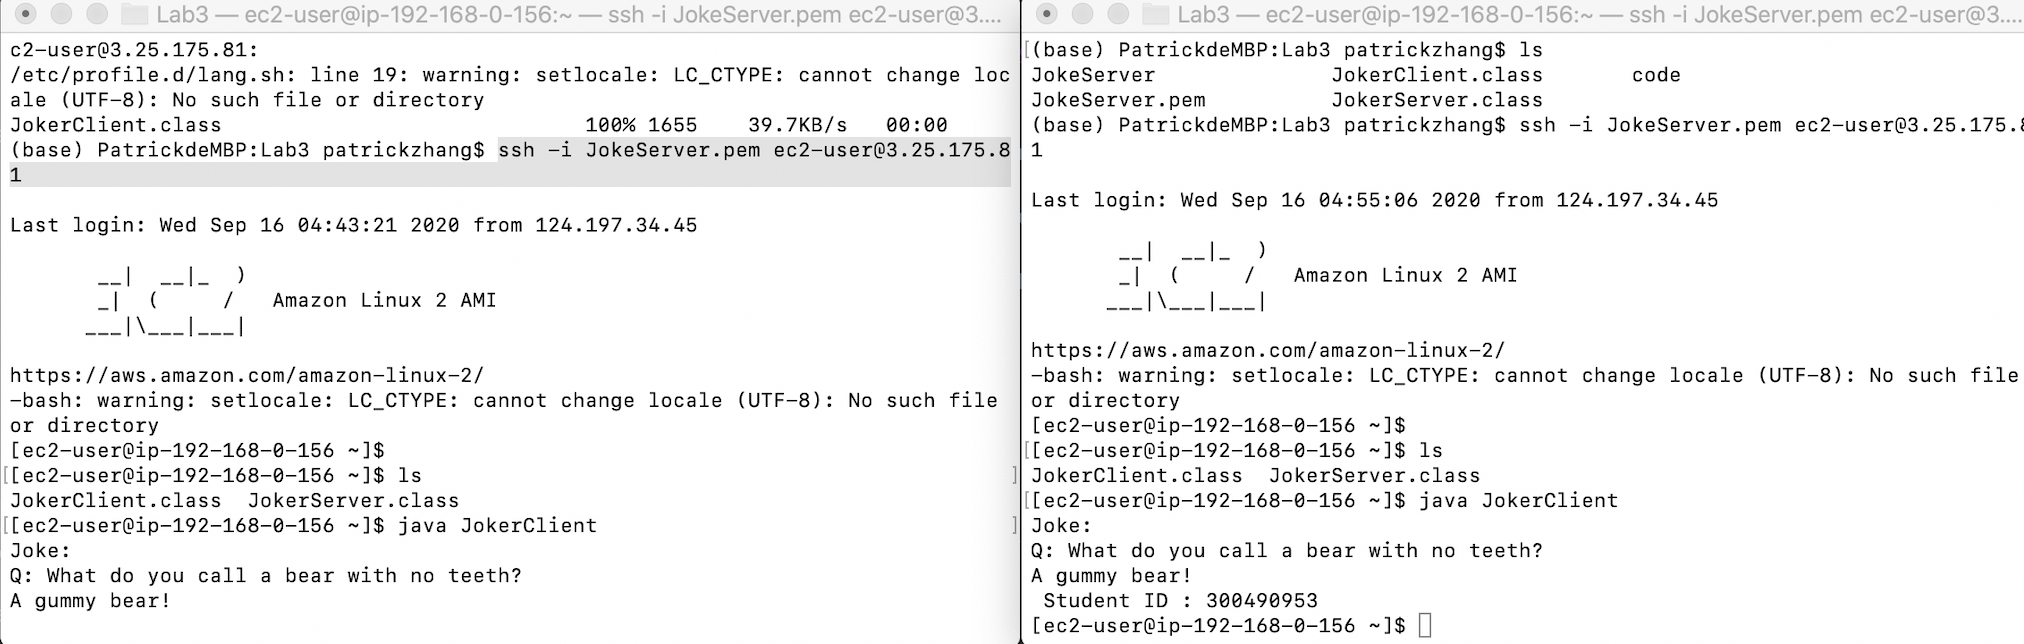 Lab3 — ec2-user@ip-192-168-0-156:~ — ssh -i JokeServer.pem ec2-user@3....
c2-user@3.25.175.81:
/etc/profile.d/lang.sh: line 19: warning: setlocale: LC_CTYPE: cannot change loc
ale (UTF-8): No such file or directory
JokerClient.class                             100% 1655    39.7KB/s   00:00
(base) PatrickdeMBP:Lab3 patrickzhang$ ssh -i JokeServer.pem ec2-user@3.25.175.8
1
Last login: Wed Sep 16 04:43:21 2020 from 124.197.34.45
       __|  __|_  )
       _|  (     /   Amazon Linux 2 AMI
      ___|\___|___|
https://aws.amazon.com/amazon-linux-2/
-bash: warning: setlocale: LC_CTYPE: cannot change locale (UTF-8): No such file
or directory
[ec2-user@ip-192-168-0-156 ~]$
[[ec2-user@ip-192-168-0-156 ~]$ ls ]
JokerClient.class  JokerServer.class
[[ec2-user@ip-192-168-0-156 ~]$ java JokerClient ]
Joke:
Q: What do you call a bear with no teeth?
A gummy bear!
Lab3 — ec2-user@ip-192-168-0-156:~ — ssh -i JokeServer.pem ec2-user@3....
[(base) PatrickdeMBP:Lab3 patrickzhang$ ls
JokeServer              JokerClient.class       code
JokeServer.pem          JokerServer.class
(base) PatrickdeMBP:Lab3 patrickzhang$ ssh -i JokeServer.pem ec2-user@3.25.175.8
1
Last login: Wed Sep 16 04:55:06 2020 from 124.197.34.45
       __|  __|_  )
       _|  (     /   Amazon Linux 2 AMI
      ___|\___|___|
https://aws.amazon.com/amazon-linux-2/
-bash: warning: setlocale: LC_CTYPE: cannot change locale (UTF-8): No such file
or directory
[ec2-user@ip-192-168-0-156 ~]$
[[ec2-user@ip-192-168-0-156 ~]$ ls
JokerClient.class  JokerServer.class
[[ec2-user@ip-192-168-0-156 ~]$ java JokerClient
Joke:
Q: What do you call a bear with no teeth?
A gummy bear!
 Student ID : 300490953
[ec2-user@ip-192-168-0-156 ~]$